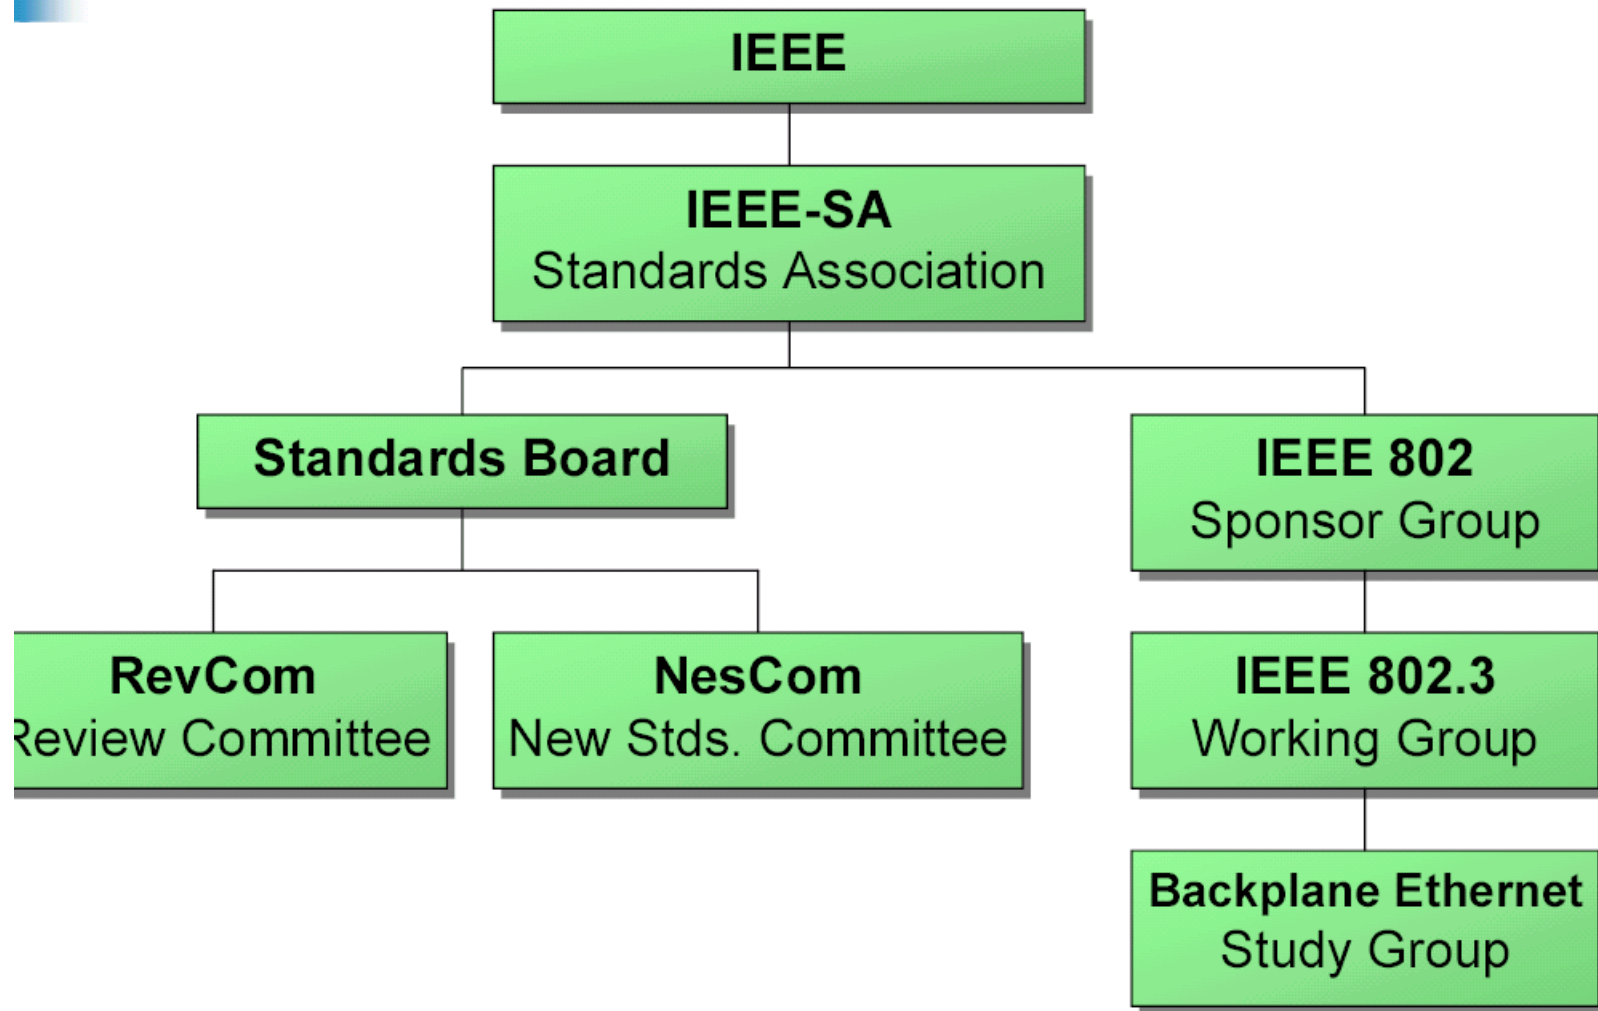 IEEE
IEEE-SA
Standards Association
Standards Board
IEEE 802
Sponsor Group
RevCom
Review Committee
NesCom
New Stds. Committee
IEEE 802.3
Working Group
Backplane Ethernet
Study Group